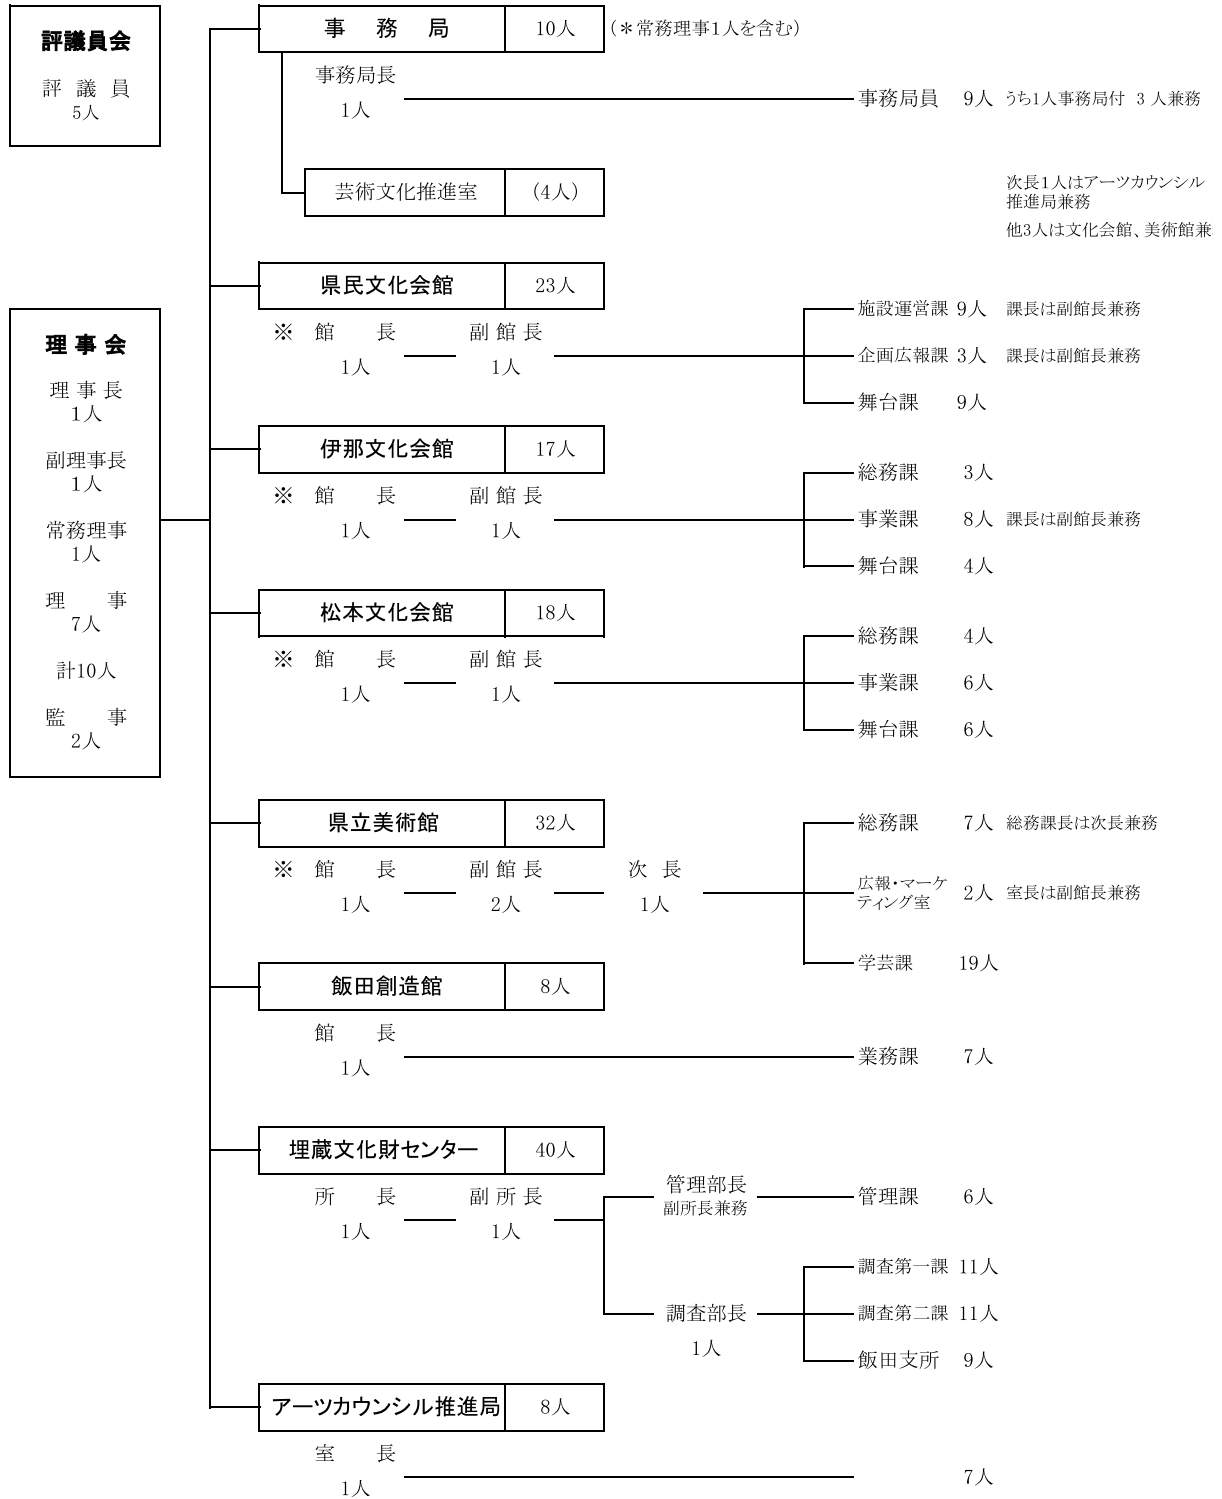 評議員会
評 議 員
5人
理 事 会
理 事 長
1人
副理事長
1人
常務理事
1人
理 事
7人
計10人
監 事
2人
事 務 局 10人 (＊常務理事1人を含む)
事務局長
1人
事務局員 9人 うち1人事務局付 3 人兼務
芸術文化推進室 (4人)
次長1人はアーツカウンシル
推進局兼務
他3人は文化会館、美術館兼
県民文化会館 23人
※ 館 長 副 館 長
1人 1人
施設運営課 9人 課長は副館長兼務
企画広報課 3人 課長は副館長兼務
舞台課 9人
伊那文化会館 17人
※ 館 長 副 館 長
1人 1人
総務課 3人
事業課 8人 課長は副館長兼務
舞台課 4人
松本文化会館 18人
※ 館 長 副 館 長
1人 1人
総務課 4人
事業課 6人
舞台課 6人
県立美術館 32人
※ 館 長 副 館 長 次 長
1人 2人 1人
総務課 7人 総務課長は次長兼務
広報・マーケ
ティング室 2人 室長は副館長兼務
学芸課 19人
飯田創造館 8人
館 長
1人
業務課 7人
埋蔵文化財センター 40人
所 長 副 所 長
1人 1人
管理部長
副所長兼務
管理課 6人
調査部長
1人
調査第一課 11人
調査第二課 11人
飯田支所 9人
アーツカウンシル推進局 8人
室 長
1人
7人